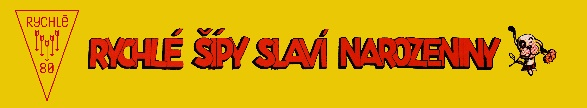 RYCHLÉ
80
RYCHLÉ ŠÍPY SLAVÍ NAROZENINY